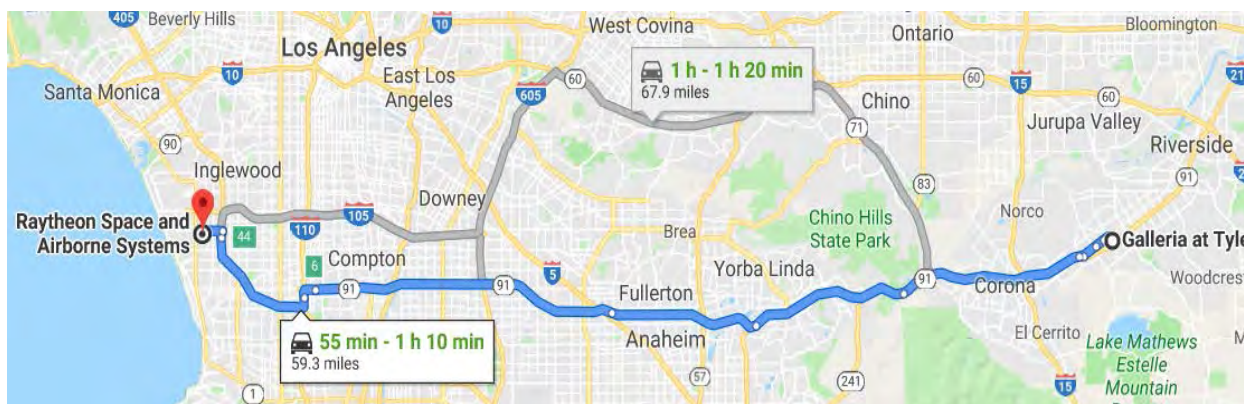 405
Beverly Hills
10
West Covina
Ontario
Bloomington
Los Angeles
10
East Los
Angeles
60
1 h - 1 h 20 min
67.9 miles
60
15
21
Santa Monica
605
Chino
60
90
71
Jurupa Valley
Riverside
Inglewood
Downey
83
91
Raytheon Space and
Airborne Systems
44
110
105
Chino Hills
State Park
Norco
Brea
Galleria at Tyle
6
Compton
91
91
5
Yorba Linda
91
Corona
Woodcrest
Fullerton
55 min - 1 h 10 min
59.3 miles
Anaheim
El Cerrito
Lake Mathews
Estelle
Mountain
1
57
241
15